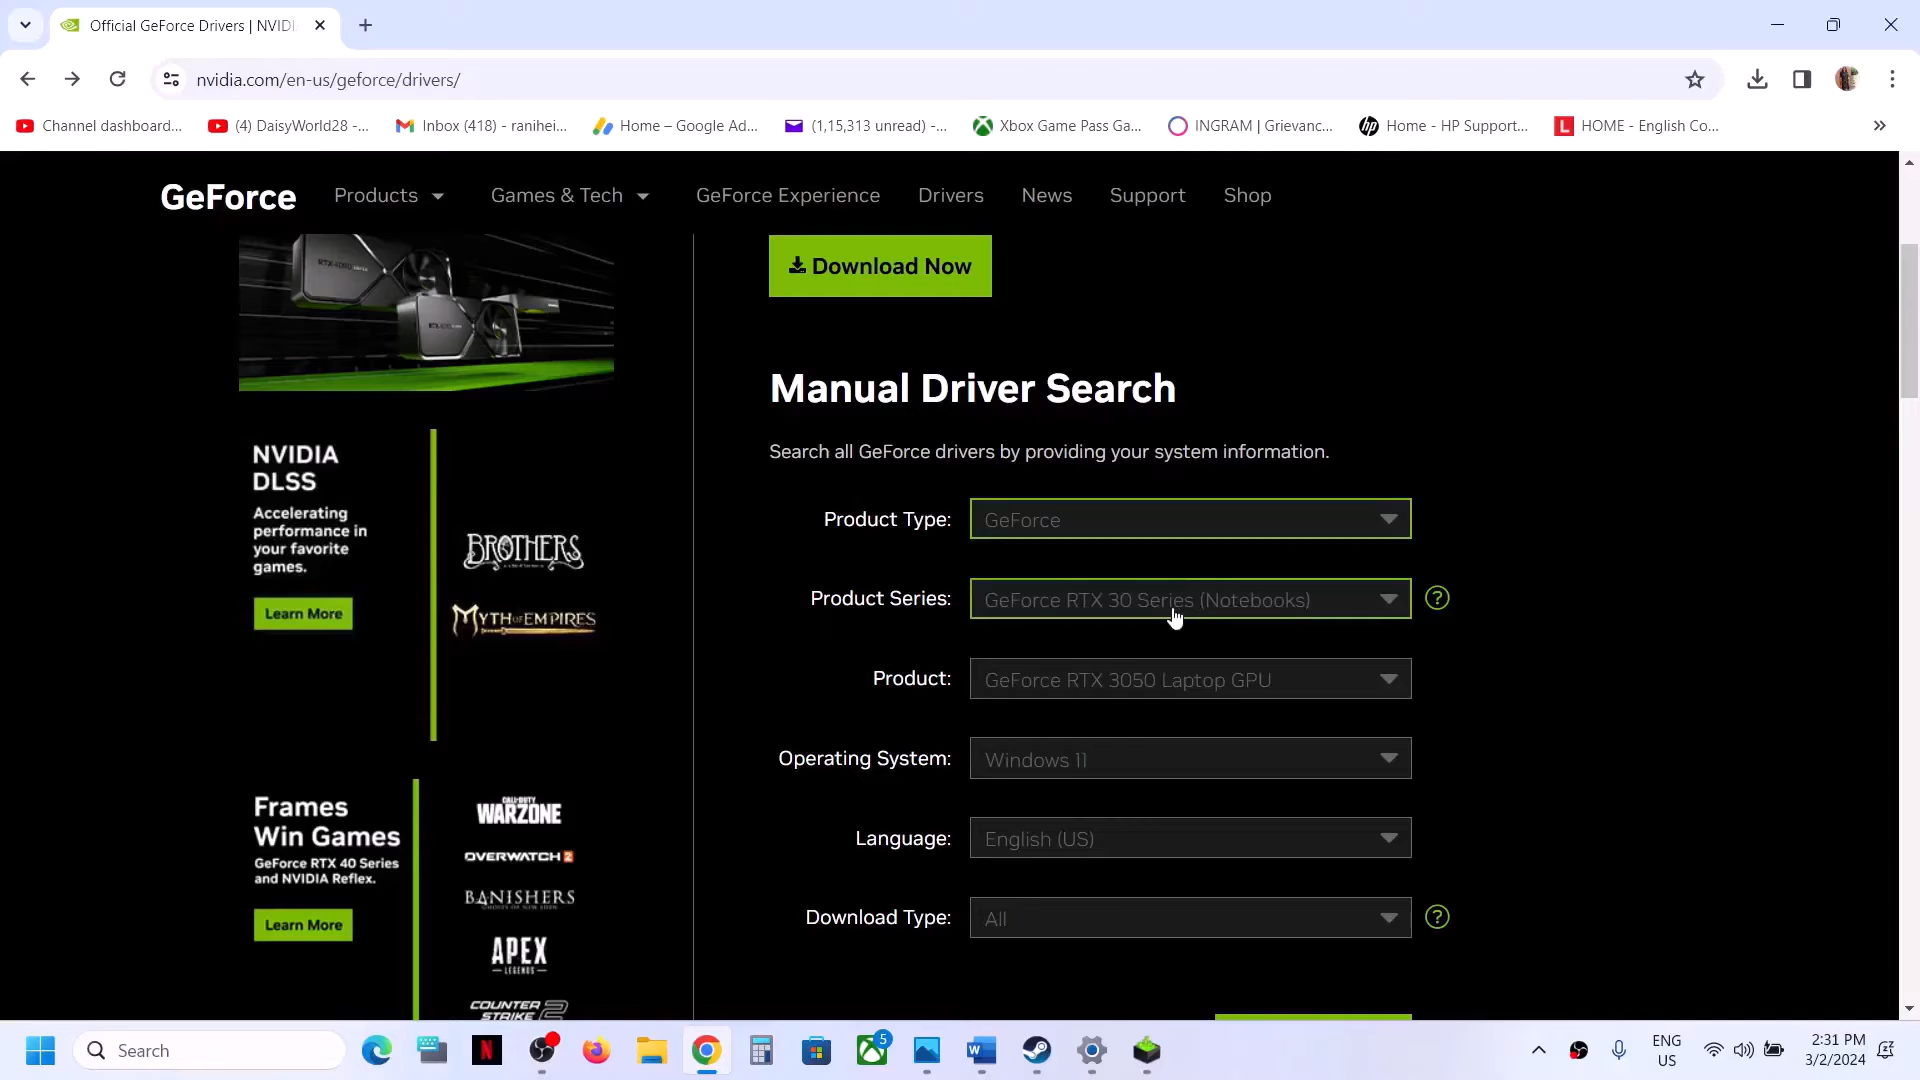 Official GeForce Drivers | NVIDI
nvidia.com/en-us/geforce/drivers/
Channel dashboard...
(4) DaisyWorld28 -...
Inbox (418) - ranihei...
Home – Google Ad...
(1,15,313 unread) -...
Xbox Game Pass Ga...
INGRAM | Grievanc...
Home - HP Support...
HOME - English Co...
GeForce
Products
Games & Tech
GeForce Experience
Drivers
News
Support
Shop
Download Now
Manual Driver Search
Search all GeForce drivers by providing your system information.
Product Type:
GeForce
Product Series:
GeForce RTX 30 Series (Notebooks)
?
Product:
GeForce RTX 3050 Laptop GPU
Operating System:
Windows 11
Language:
English (US)
Download Type:
All
?
NVIDIA
DLSS
Accelerating
performance in
your favorite
games.
Learn More
BROTHERS
MYTH OF EMPIRES
Frames
Win Games
GeForce RTX 40 Series
and NVIDIA Reflex.
Learn More
CALL OF DUTY
WARZONE
OVERWATCH 2
BANISHERS
APEX
LEGENDS
COUNTER
STRIKE 2
Search
5
ENG
US
2:31 PM
3/2/2024